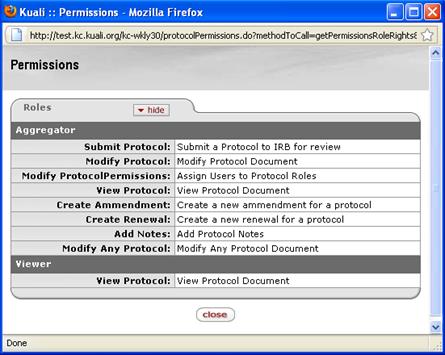 Kuali :: Permissions - Mozilla Firefox
http://test.kc.kuali.org/kc-wkly30/protocolPermissions.do?methodToCall=getPermissionsRoleRights&
Permissions
Roles hide
Aggregator
Submit Protocol: Submit a Protocol to IRB for review
Modify Protocol: Modify Protocol Document
Modify ProtocolPermissions: Assign Users to Protocol Roles
View Protocol: View Protocol Document
Create Ammendment: Create a new ammendment for a protocol
Create Renewal: Create a new renewal for a protocol
Add Notes: Add Protocol Notes
Modify Any Protocol: Modify Any Protocol Document
Viewer
View Protocol: View Protocol Document
close
Done